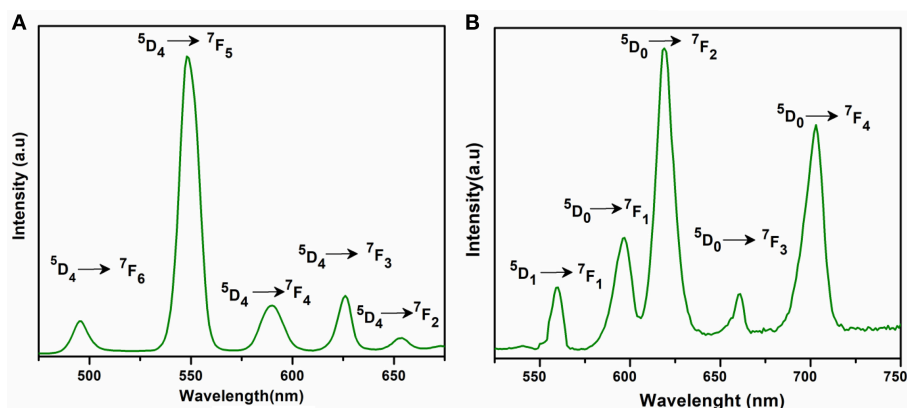 A
⁵D₄ → ⁷F₅
⁵D₄ → ⁷F₆
⁵D₄ → ⁷F₄
⁵D₄ → ⁷F₃
⁵D₄ → ⁷F₂
Intensity (a.u)
500 550 600 650
Wavelength(nm)
B
⁵D₀ → ⁷F₂
⁵D₀ → ⁷F₄
⁵D₀ → ⁷F₁
⁵D₀ → ⁷F₃
⁵D₁ → ⁷F₁
Intensity(a.u)
550 600 650 700 750
Wavelenght (nm)